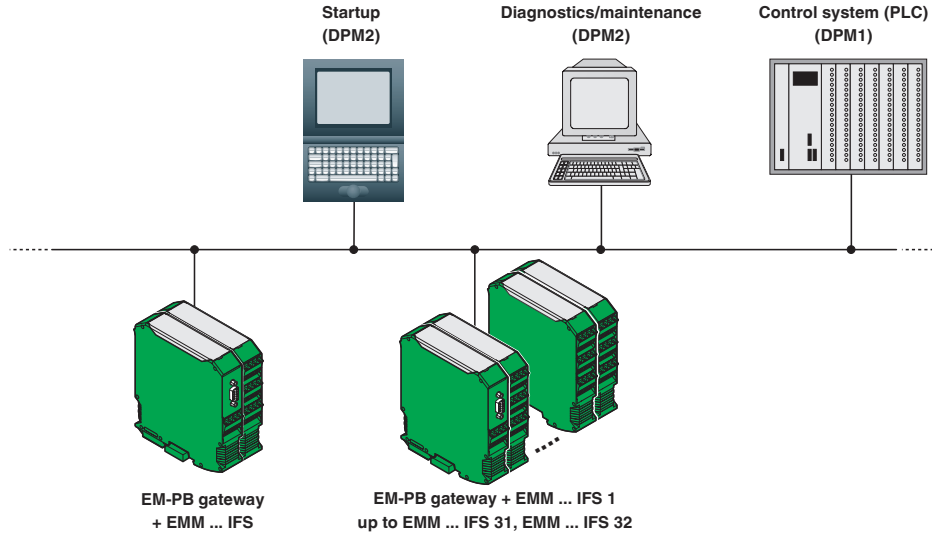 Startup
(DPM2)
Diagnostics/maintenance
(DPM2)
Control system (PLC)
(DPM1)
EM-PB gateway
+ EMM ... IFS
EM-PB gateway + EMM ... IFS 1
up to EMM ... IFS 31, EMM ... IFS 32